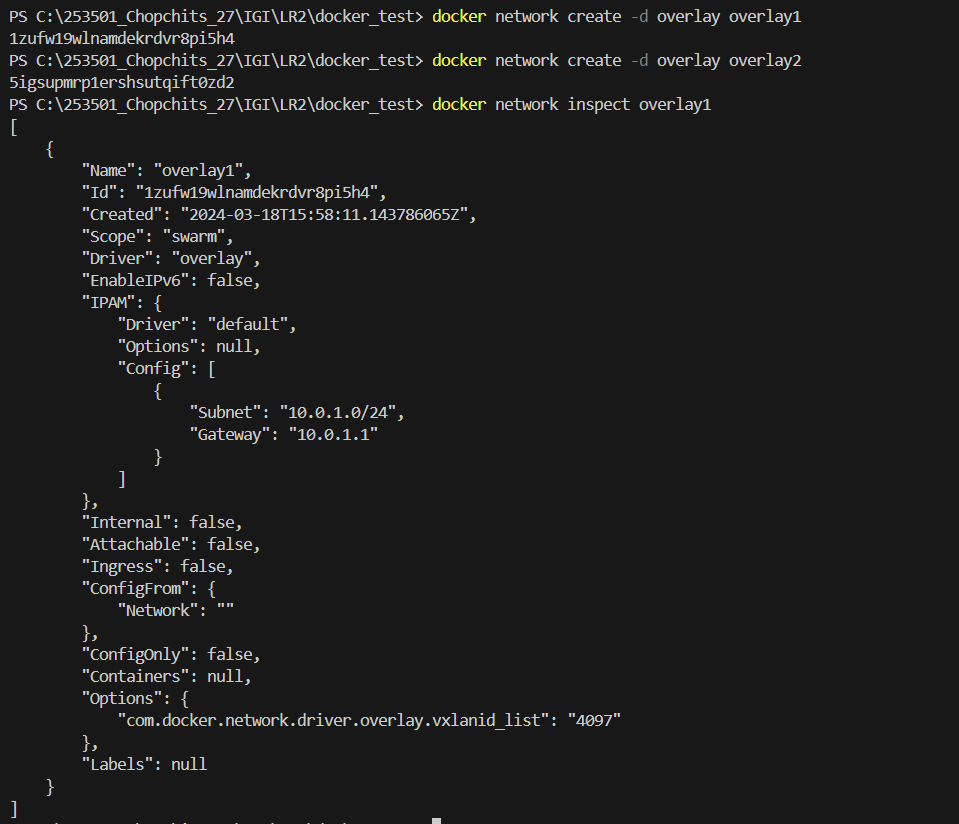 PS C:\253501_Chopchits_27\IGI\LR2\docker_test> docker network create -d overlay overlay1
1zufw19wlnamdekrdvr8pi5h4
PS C:\253501_Chopchits_27\IGI\LR2\docker_test> docker network create -d overlay overlay2
5igsupmrp1ershsutqift0zd2
PS C:\253501_Chopchits_27\IGI\LR2\docker_test> docker network inspect overlay1
[
    {
        "Name": "overlay1",
        "Id": "1zufw19wlnamdekrdvr8pi5h4",
        "Created": "2024-03-18T15:58:11.143786065Z",
        "Scope": "swarm",
        "Driver": "overlay",
        "EnableIPv6": false,
        "IPAM": {
            "Driver": "default",
            "Options": null,
            "Config": [
                {
                    "Subnet": "10.0.1.0/24",
                    "Gateway": "10.0.1.1"
                }
            ]
        },
        "Internal": false,
        "Attachable": false,
        "Ingress": false,
        "ConfigFrom": {
            "Network": ""
        },
        "ConfigOnly": false,
        "Containers": null,
        "Options": {
            "com.docker.network.driver.overlay.vxlanid_list": "4097"
        },
        "Labels": null
    }
]